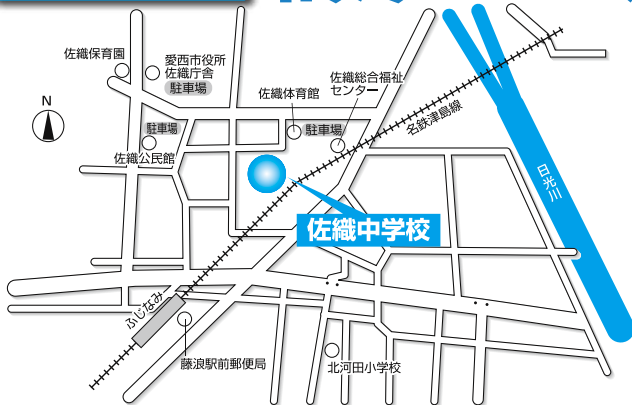 佐織保育園
愛西市役所
佐織庁舎
駐車場
佐織体育館
佐織総合福祉
センター
駐車場
駐車場
佐織公民館
N
名鉄津島線
日光川
佐織中学校
ふじなみ
藤浪駅前郵便局
北河田小学校